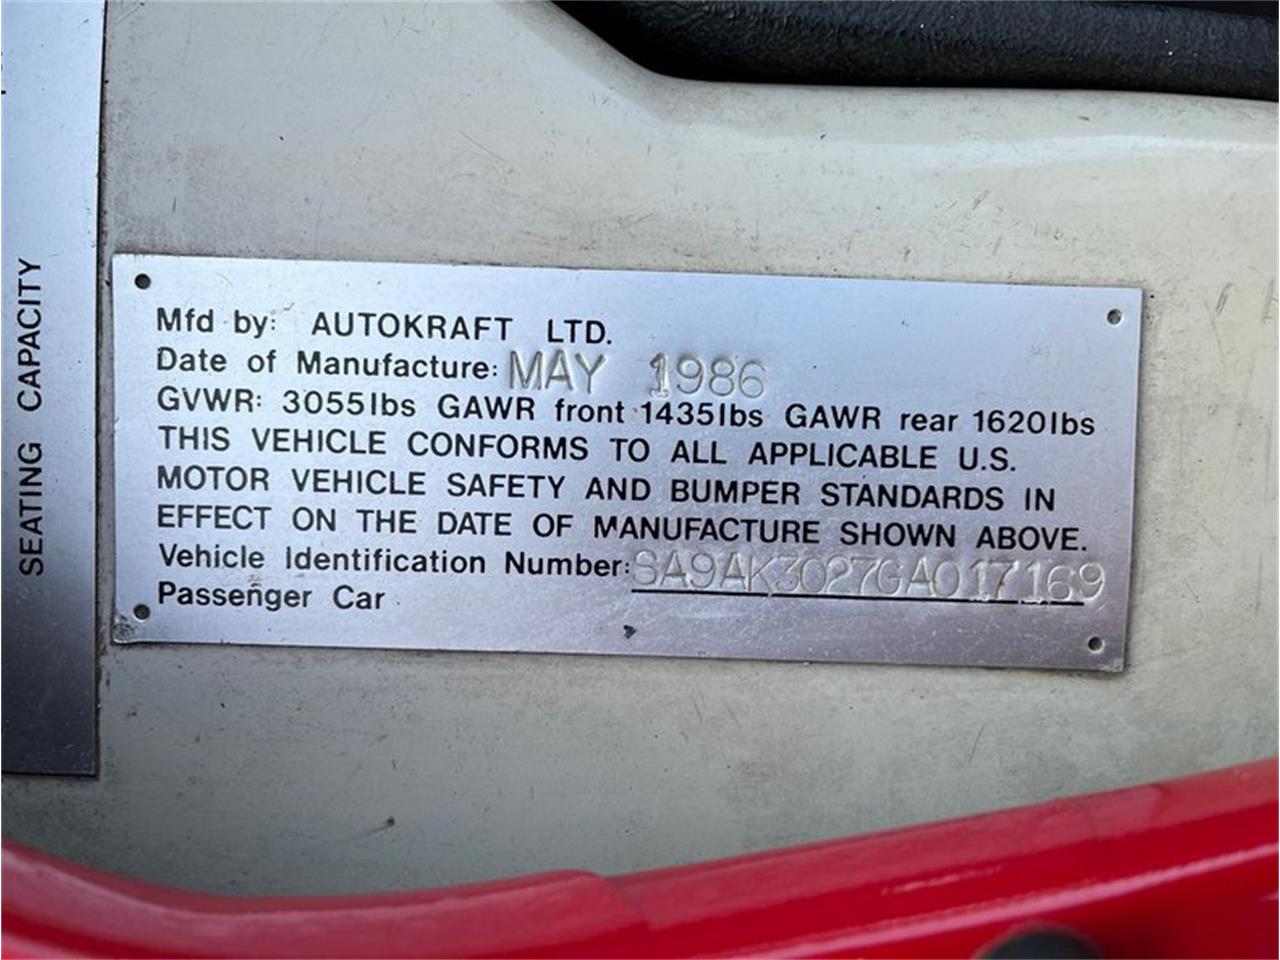 SEATING CAPACITY
Mfd by: AUTOKRAFT LTD.
Date of Manufacture: MAY 1986
GVWR: 3055lbs GAWR front 1435lbs GAWR rear 1620lbs
THIS VEHICLE CONFORMS TO ALL APPLICABLE U.S.
MOTOR VEHICLE SAFETY AND BUMPER STANDARDS IN
EFFECT ON THE DATE OF MANUFACTURE SHOWN ABOVE.
Vehicle Identification Number: SA9AK3027GA017169
Passenger Car